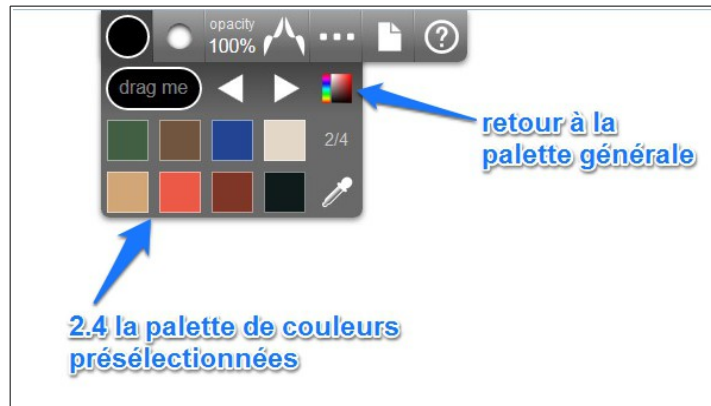 opacity
100%
?
drag me
2/4
retour à la
palette générale
2.4 la palette de couleurs
présélectionnées